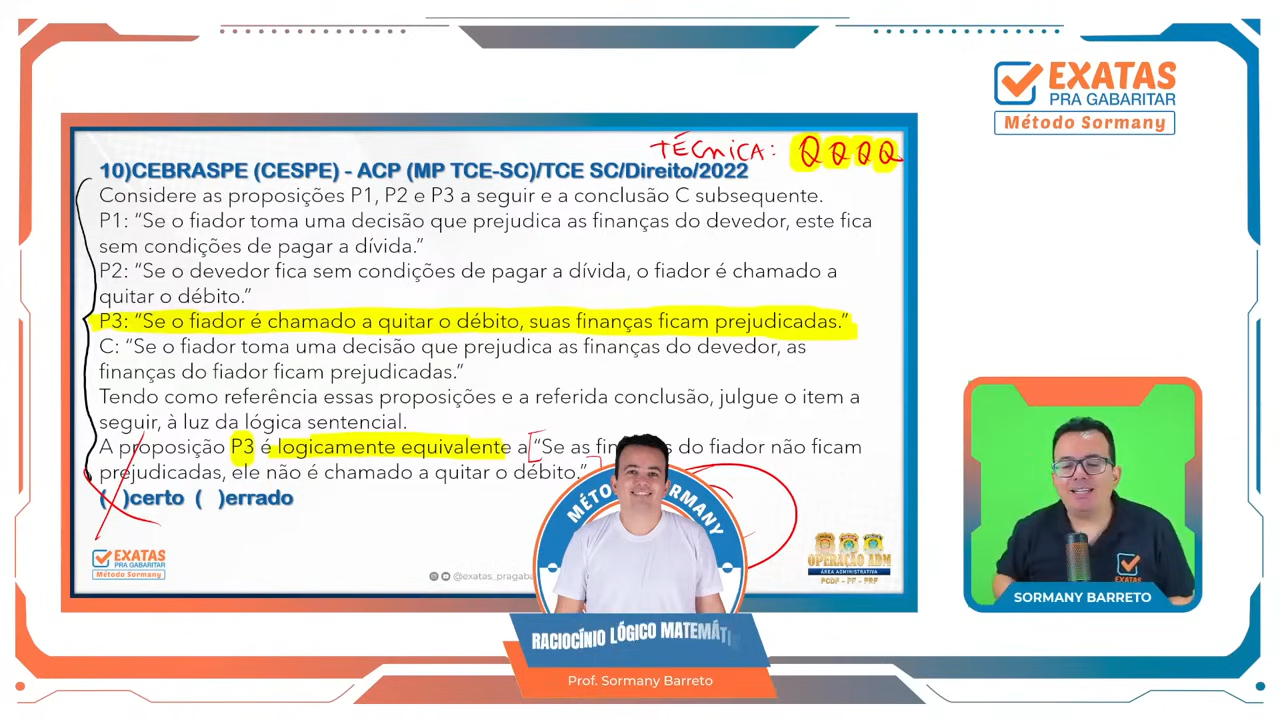 EXATAS
PRA GABARITAR
Método Sormany
TÉCNICA: Q Q Q Q
10)CEBRASPE (CESPE) - ACP (MP TCE-SC)/TCE SC/Direito/2022
Considere as proposições P1, P2 e P3 a seguir e a conclusão C subsequente.
P1: “Se o fiador toma uma decisão que prejudica as finanças do devedor, este fica
sem condições de pagar a dívida.”
P2: “Se o devedor fica sem condições de pagar a dívida, o fiador é chamado a
quitar o débito.”
P3: “Se o fiador é chamado a quitar o débito, suas finanças ficam prejudicadas.”
C: “Se o fiador toma uma decisão que prejudica as finanças do devedor, as
finanças do fiador ficam prejudicadas.”
Tendo como referência essas proposições e a referida conclusão, julgue o item a
seguir, à luz da lógica sentencial.
A proposição P3 é logicamente equivalente a “Se as do fiador não ficam
prejudicadas, ele não é chamado a quitar o débito.”
( )certo ( )errado
EXATAS
PRA GABARITAR
Método Sormany
MÉTODO SORMANY
OPERAÇÃO ADM
ÁREA ADMINISTRATIVA
PCDF - PF - PRF
EXATAS
SORMANY BARRETO
RACIOCÍNIO LÓGICO
Prof. Sormany Barreto